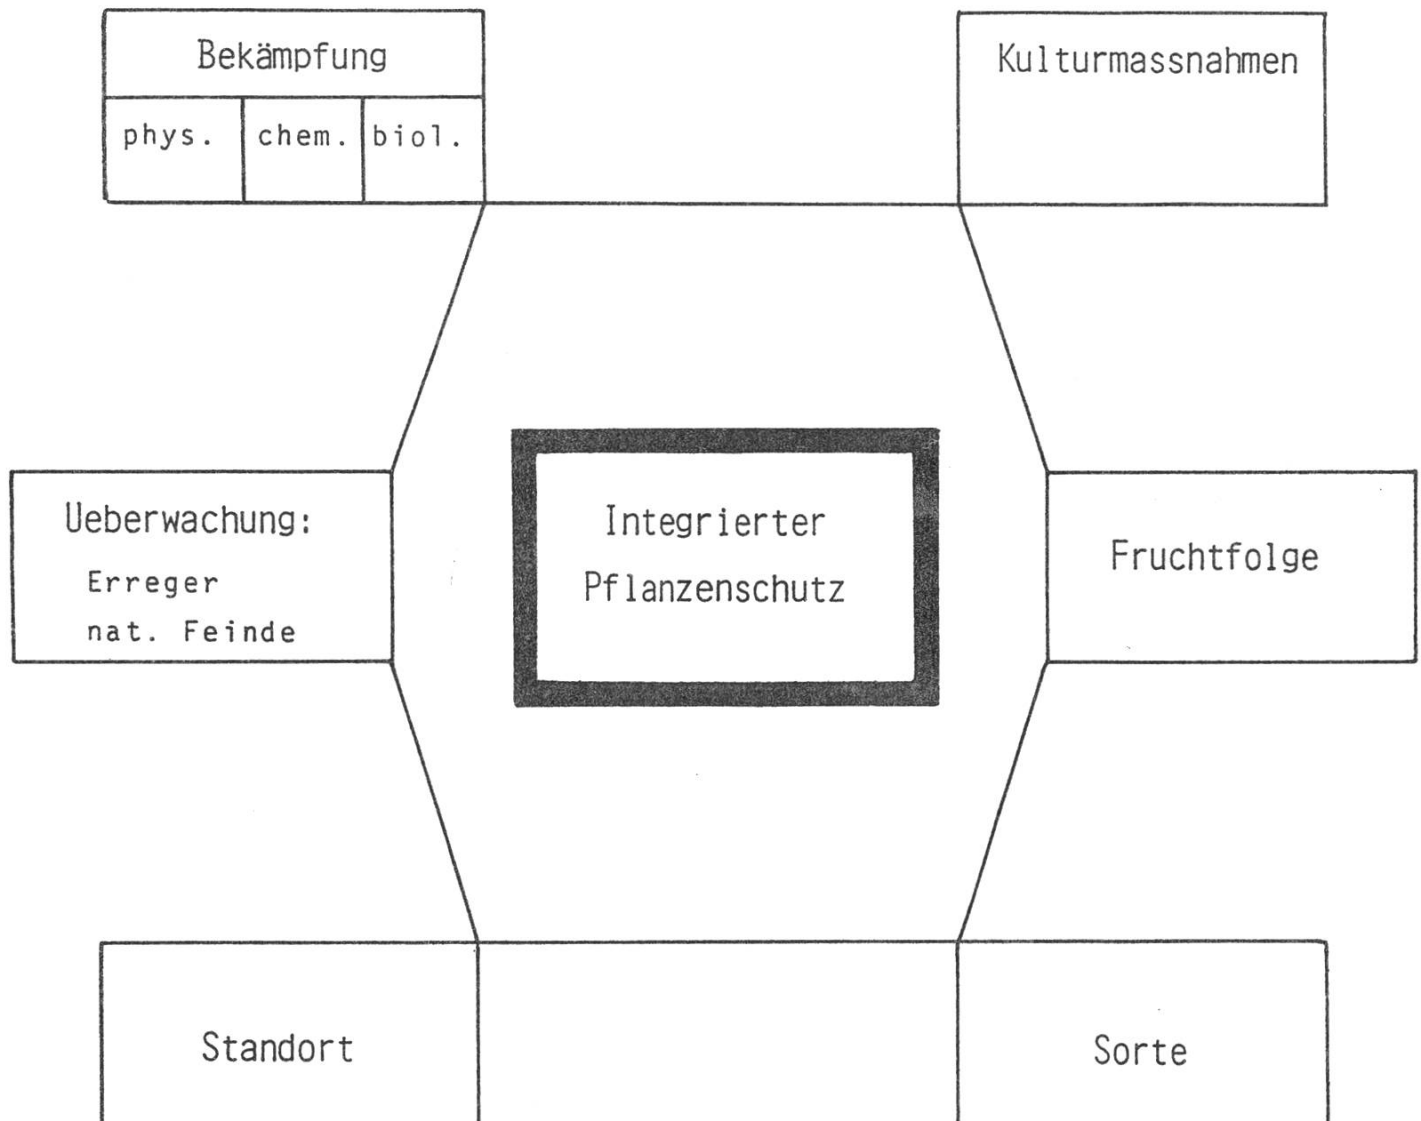 Bekämpfung
phys. chem. biol.
Kulturmassnahmen
Ueberwachung:
Erreger
nat. Feinde
Integrierter
Pflanzenschutz
Fruchtfolge
Standort
Sorte